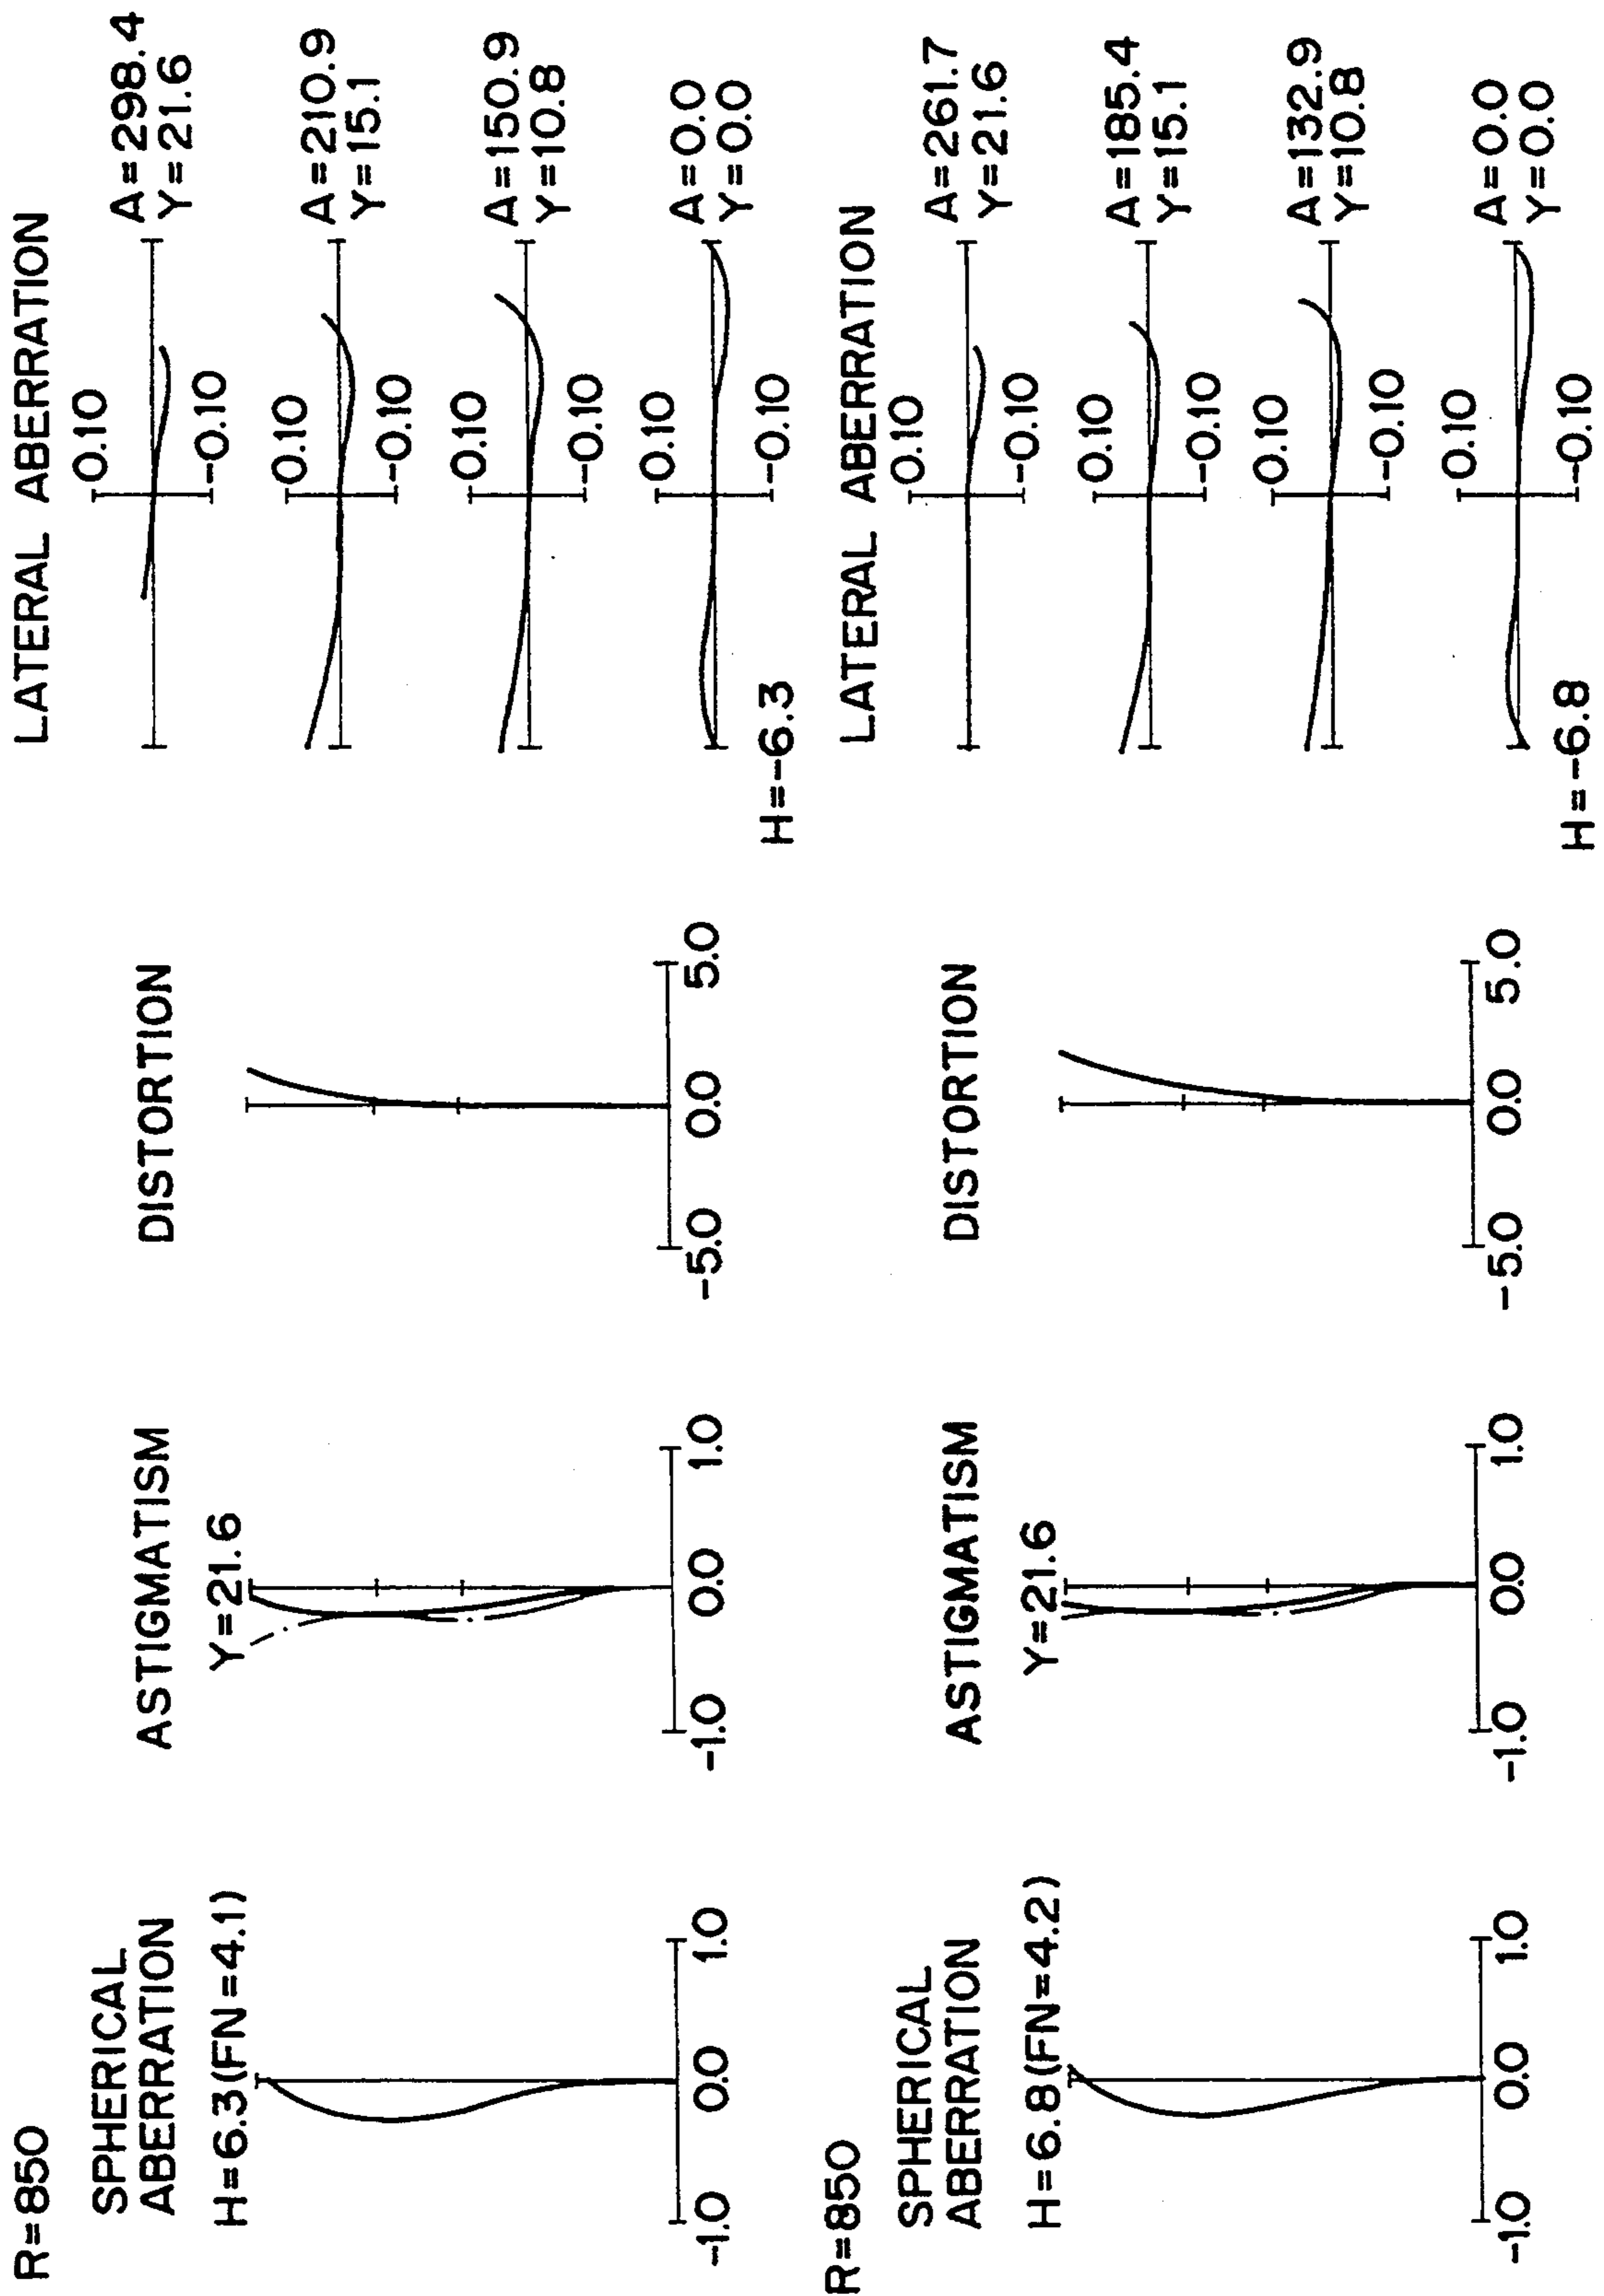 R=850
SPHERICAL
ABERRATION
H=6.3(FN=4.1)
-1.0
0.0
1.0
ASTIGMATISM
Y=21.6
-1.0
0.0
1.0
DISTORTION
-5.0
0.0
5.0
LATERAL ABERRATION
0.10
-0.10
A=298.4
Y=21.6
0.10
-0.10
A=210.9
Y=15.1
0.10
-0.10
A=150.9
Y=10.8
0.10
-0.10
A=0.0
Y=0.0
H=-6.3
R=850
SPHERICAL
ABERRATION
H=6.8(FN=4.2)
-1.0
0.0
1.0
ASTIGMATISM
Y=21.6
-1.0
0.0
1.0
DISTORTION
-5.0
0.0
5.0
LATERAL ABERRATION
0.10
-0.10
A=261.7
Y=21.6
0.10
-0.10
A=185.4
Y=15.1
0.10
-0.10
A=132.9
Y=10.8
0.10
-0.10
A=0.0
Y=0.0
H=-6.8